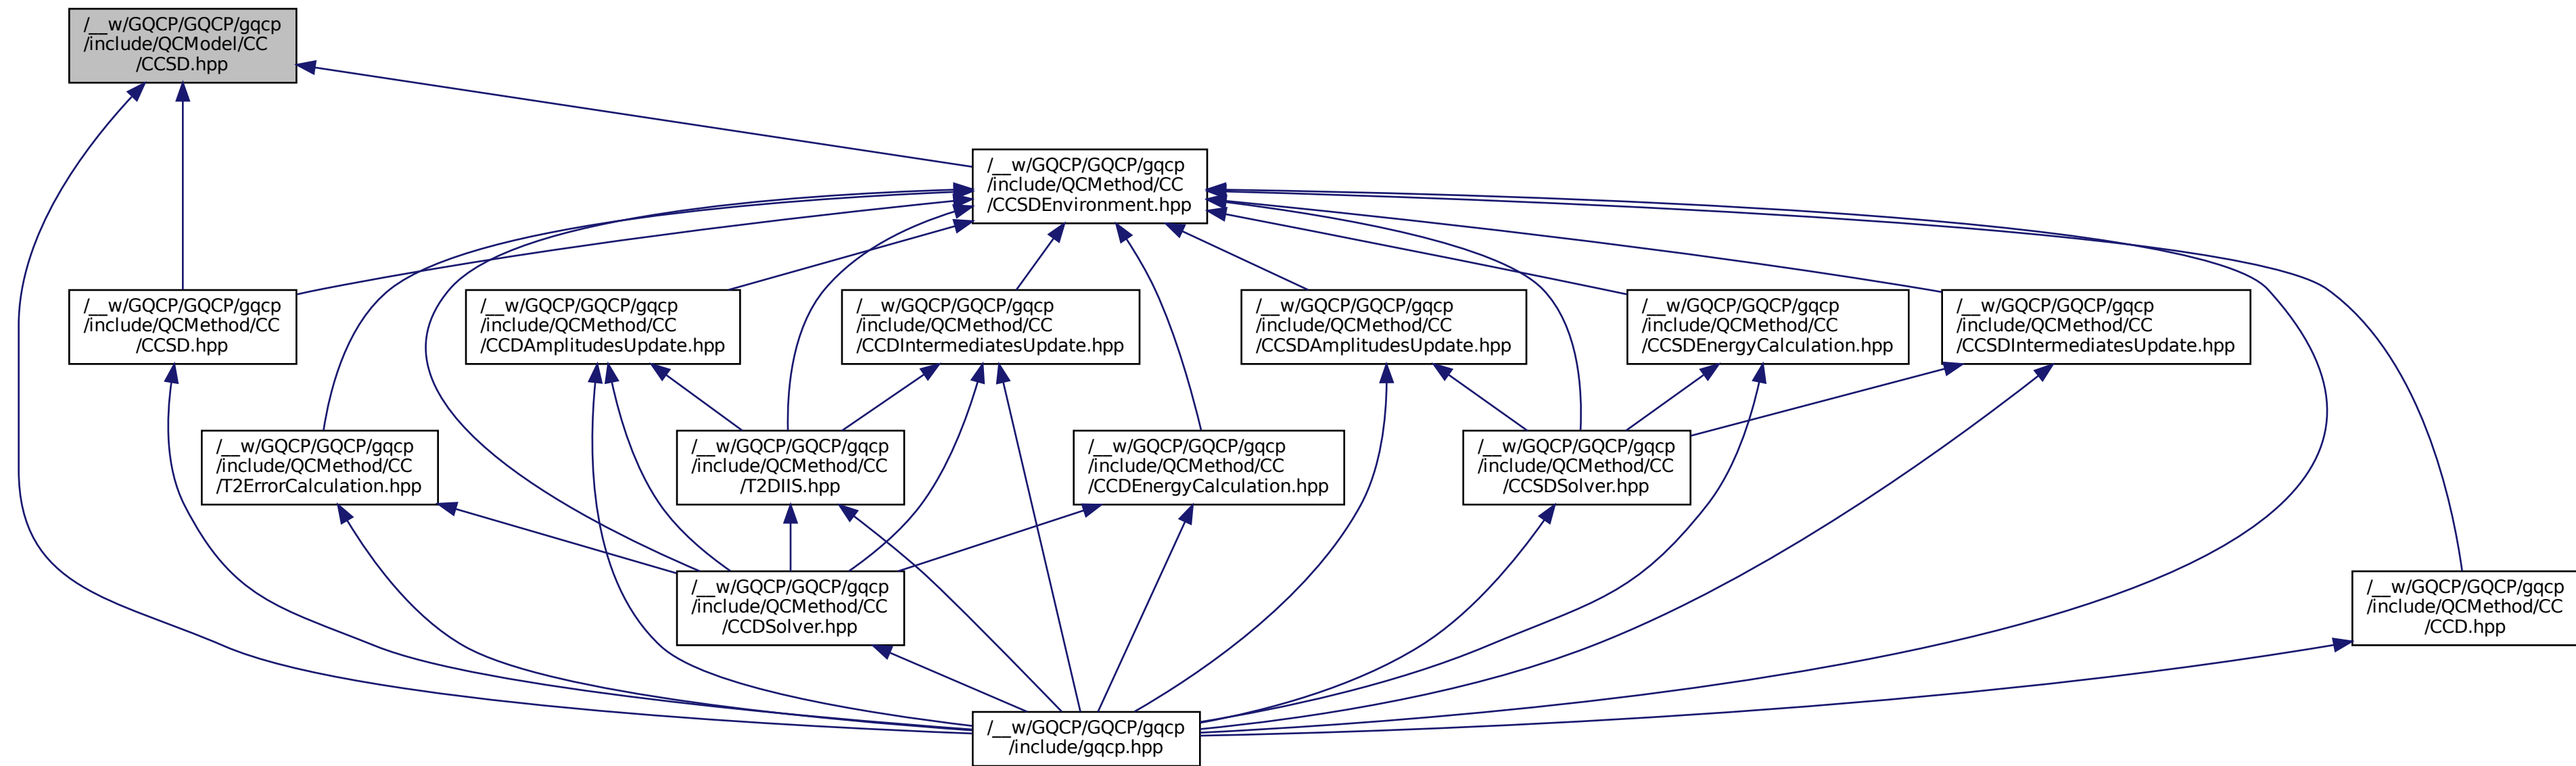 /__w/GQCP/GQCP/gqcp
/include/QCModel/CC
/CCSD.hpp
/__w/GQCP/GQCP/gqcp
/include/QCMethod/CC
/CCSDEnvironment.hpp
/__w/GQCP/GQCP/gqcp
/include/QCMethod/CC
/CCSD.hpp
/__w/GQCP/GQCP/gqcp
/include/QCMethod/CC
/CCDAmplitudesUpdate.hpp
/__w/GQCP/GQCP/gqcp
/include/QCMethod/CC
/CCDIntermediatesUpdate.hpp
/__w/GQCP/GQCP/gqcp
/include/QCMethod/CC
/CCSDAmplitudesUpdate.hpp
/__w/GQCP/GQCP/gqcp
/include/QCMethod/CC
/CCSDEnergyCalculation.hpp
/__w/GQCP/GQCP/gqcp
/include/QCMethod/CC
/CCSDIntermediatesUpdate.hpp
/__w/GQCP/GQCP/gqcp
/include/QCMethod/CC
/T2ErrorCalculation.hpp
/__w/GQCP/GQCP/gqcp
/include/QCMethod/CC
/T2DIIS.hpp
/__w/GQCP/GQCP/gqcp
/include/QCMethod/CC
/CCDEnergyCalculation.hpp
/__w/GQCP/GQCP/gqcp
/include/QCMethod/CC
/CCSDSolver.hpp
/__w/GQCP/GQCP/gqcp
/include/QCMethod/CC
/CCDSolver.hpp
/__w/GQCP/GQCP/gqcp
/include/QCMethod/CC
/CCD.hpp
/__w/GQCP/GQCP/gqcp
/include/gqcp.hpp